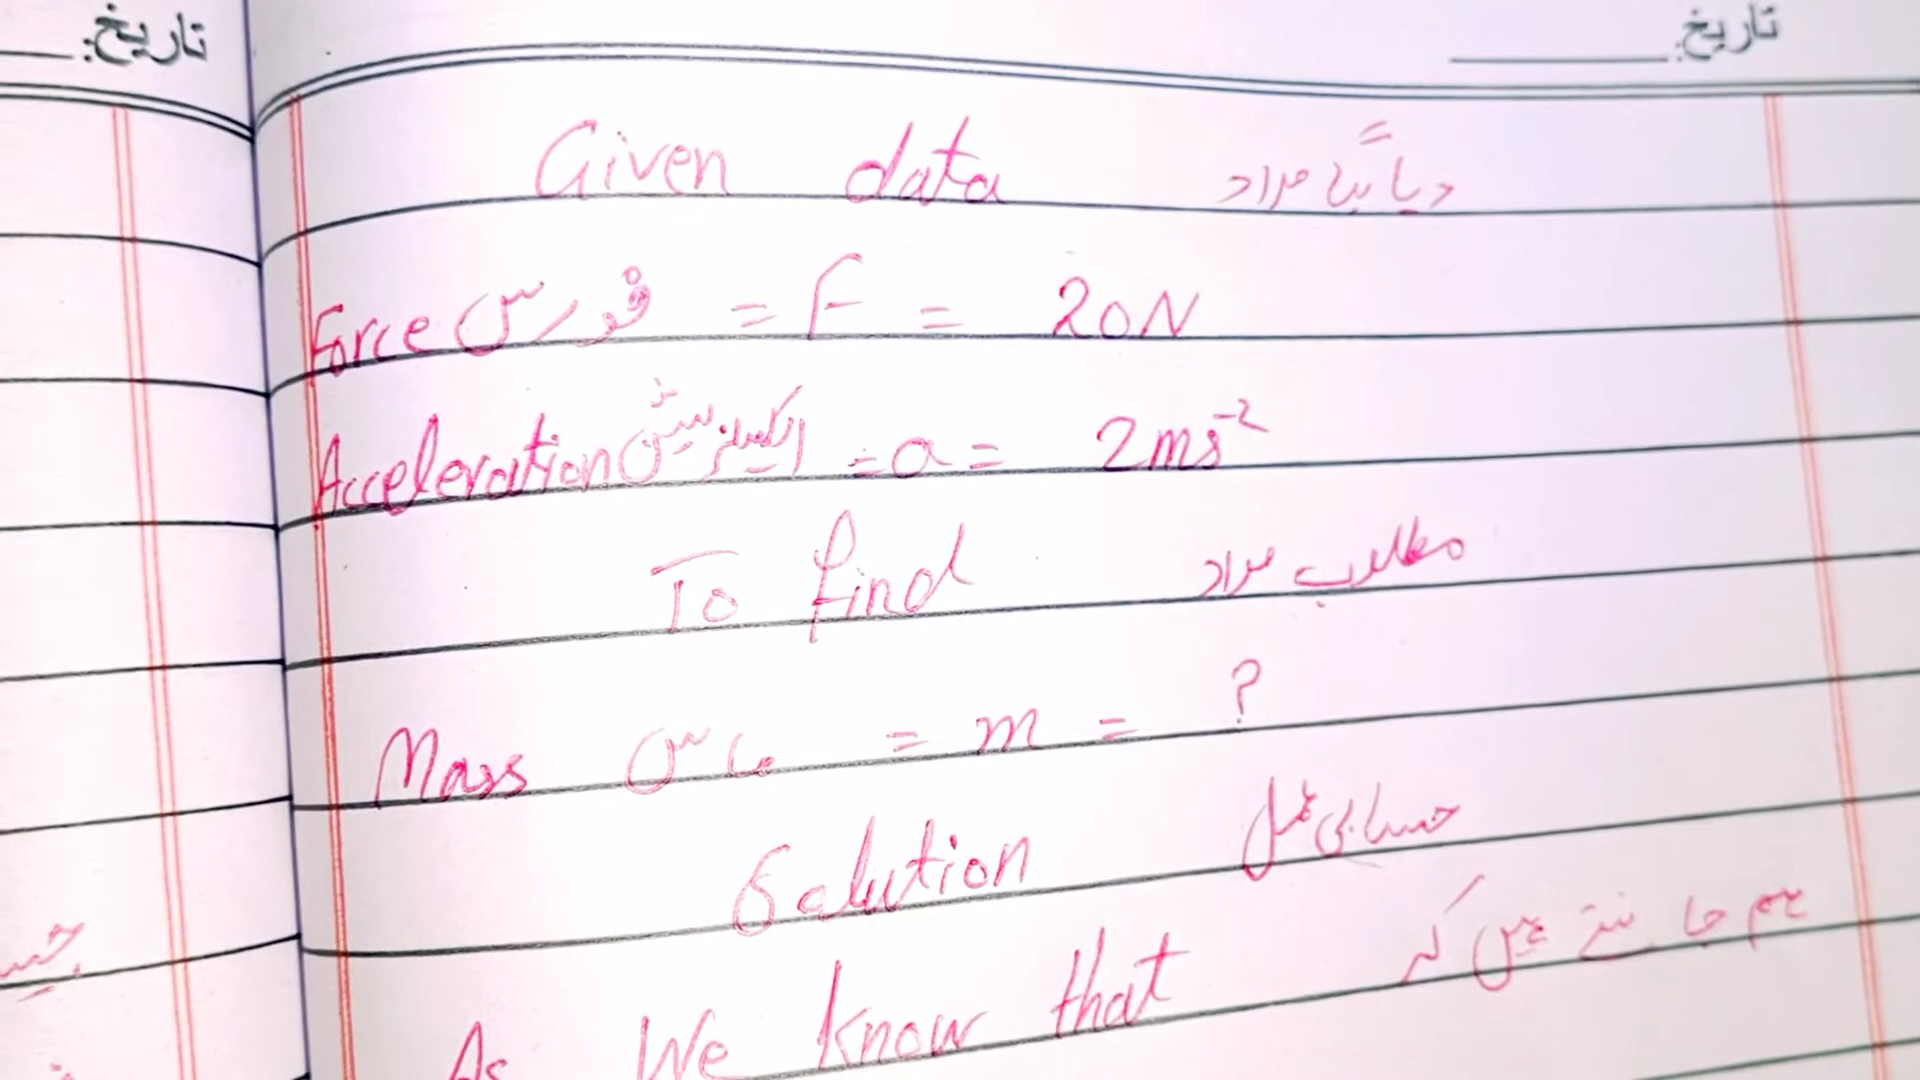 تاریخ:
تاریخ:
Given data دیا گیا مواد
Force فورس = F = 20N
Acceleration ایکسلریشن = a = 2ms⁻²
To find مطلوب مواد
Mass ماس = m = ?
Solution حسابی عمل
As We know that ہم جانتے ہیں کہ